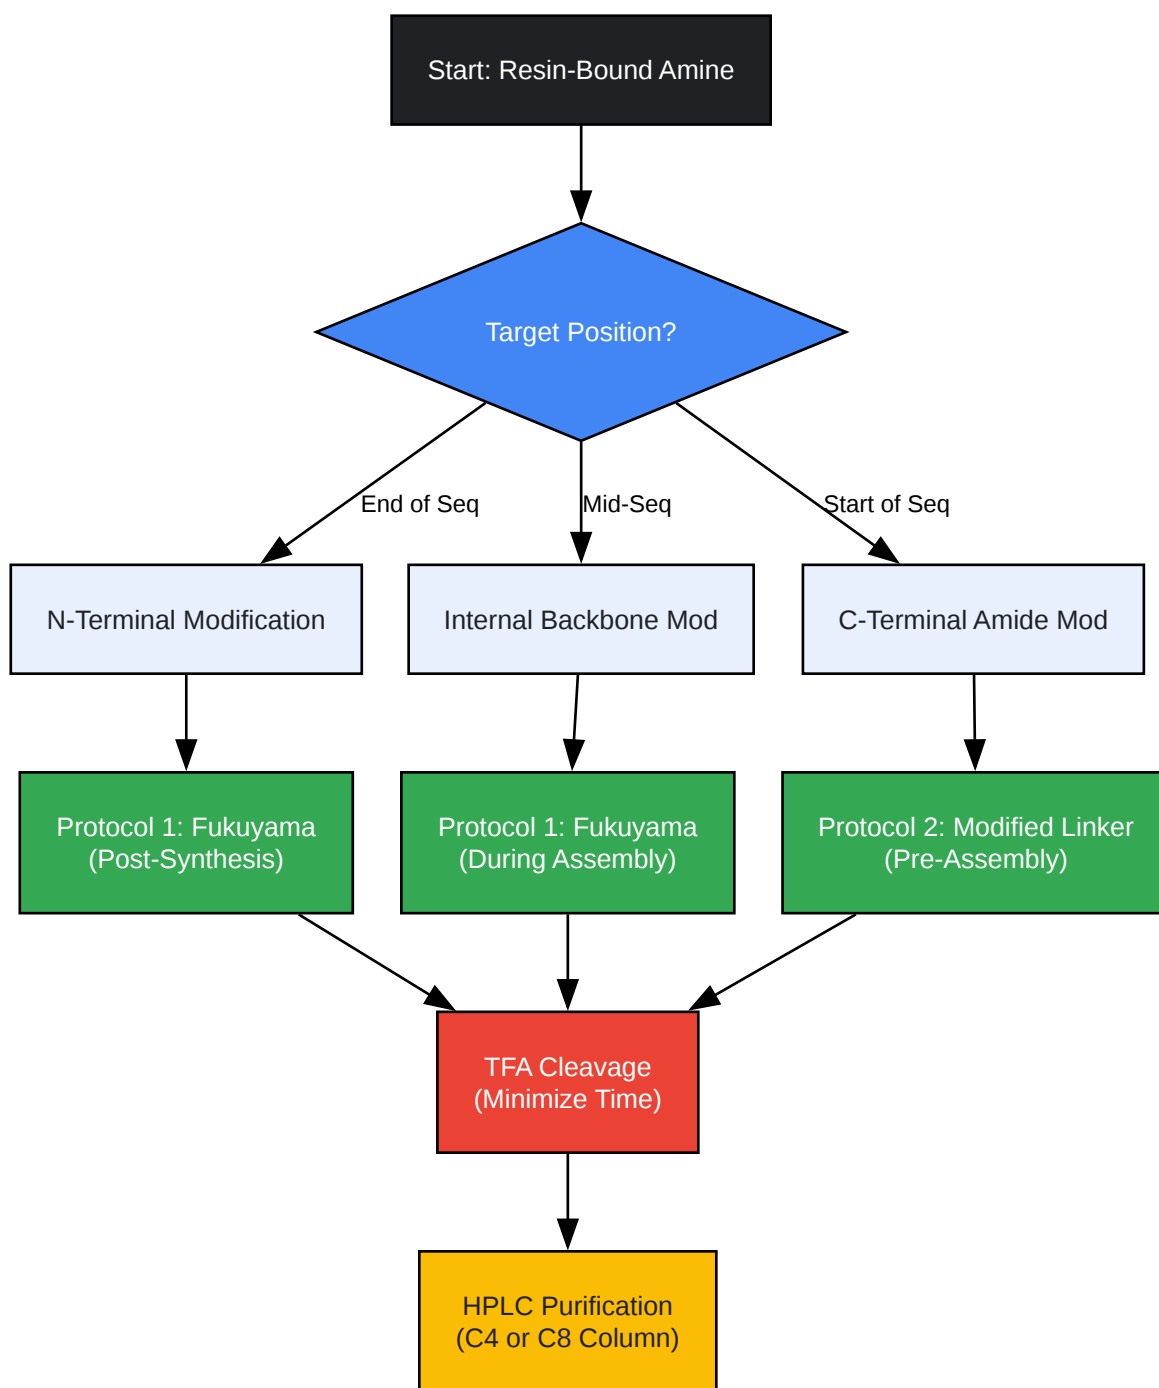 Start: Resin-Bound Amine
Target Position?
End of Seq
Mid-Seq
Start of Seq
N-Terminal Modification
Internal Backbone Mod
C-Terminal Amide Mod
Protocol 1: Fukuyama
(Post-Synthesis)
Protocol 1: Fukuyama
(During Assembly)
Protocol 2: Modified Linker
(Pre-Assembly)
TFA Cleavage
(Minimize Time)
HPLC Purification
(C4 or C8 Column)